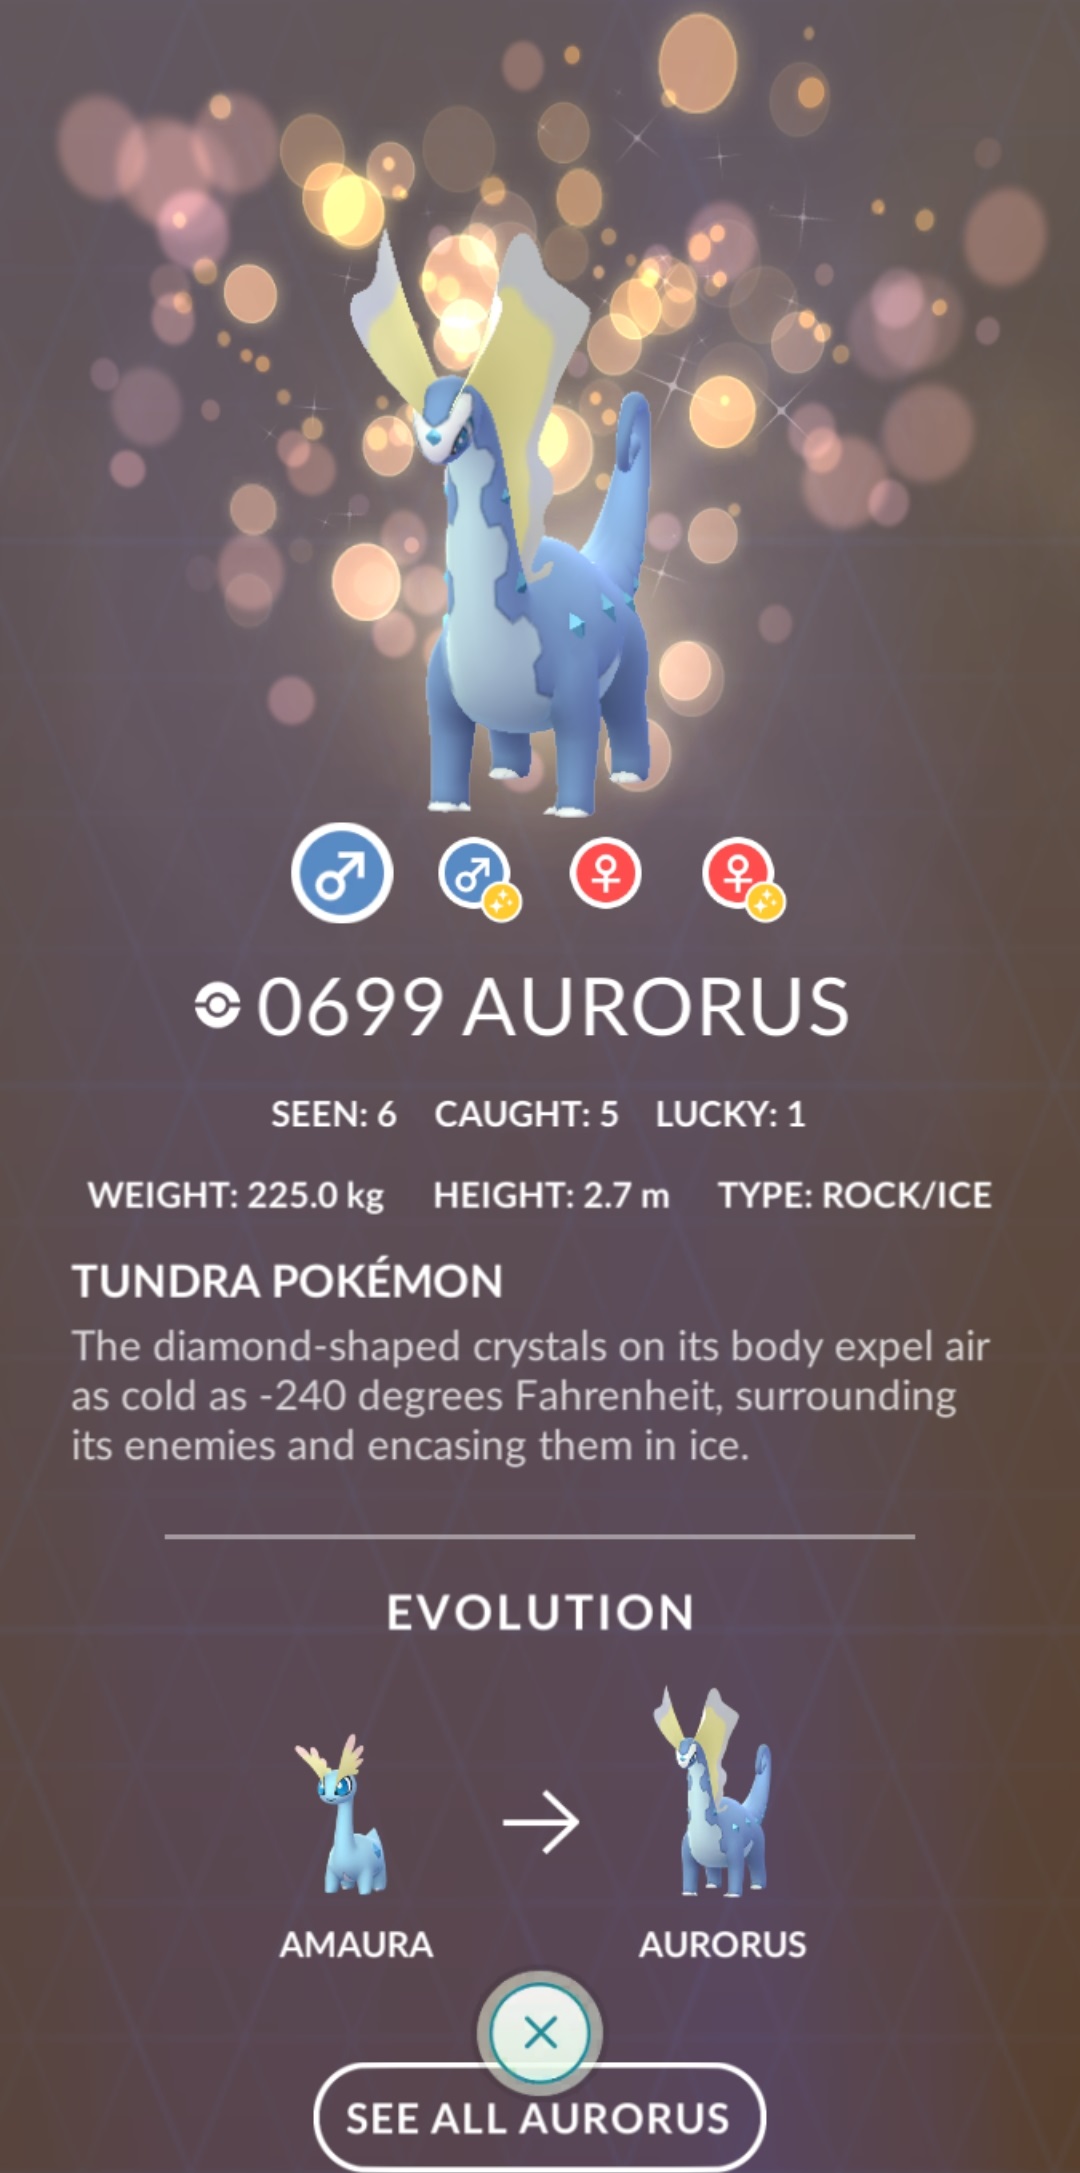 0699 AURORUS
SEEN: 6 CAUGHT: 5 LUCKY: 1
WEIGHT: 225.0 kg HEIGHT: 2.7 m TYPE: ROCK/ICE
TUNDRA POKÉMON
The diamond-shaped crystals on its body expel air
as cold as -240 degrees Fahrenheit, surrounding
its enemies and encasing them in ice.
EVOLUTION
AMAURA AURORUS
SEE ALL AURORUS